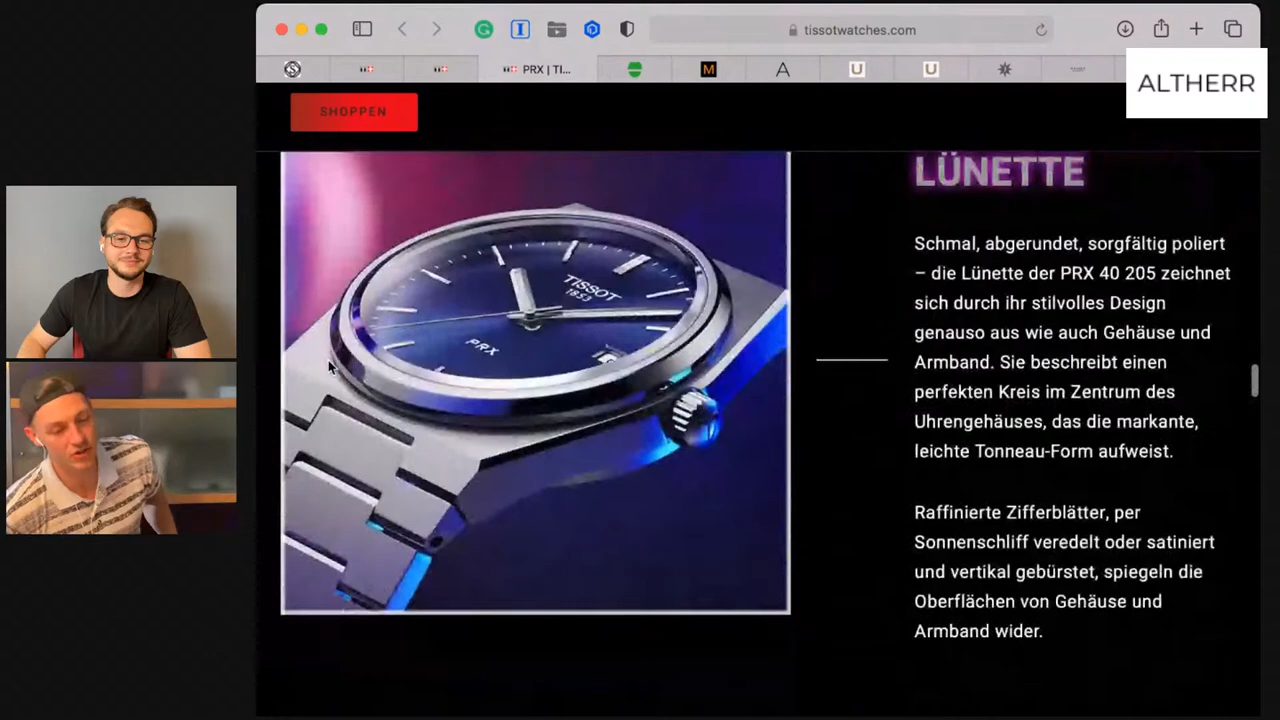 tissotwatches.com
M
A
U
U
PRX | TI...
ALTHERR
SHOPPEN
TISSOT
1853
PRX
LÜNETTE
Schmal, abgerundet, sorgfältig poliert
– die Lünette der PRX 40 205 zeichnet
sich durch ihr stilvolles Design
genauso aus wie auch Gehäuse und
Armband. Sie beschreibt einen
perfekten Kreis im Zentrum des
Uhrengehäuses, das die markante,
leichte Tonneau-Form aufweist.
Raffinierte Zifferblätter, per
Sonnenschliff veredelt oder satiniert
und vertikal gebürstet, spiegeln die
Oberflächen von Gehäuse und
Armband wider.